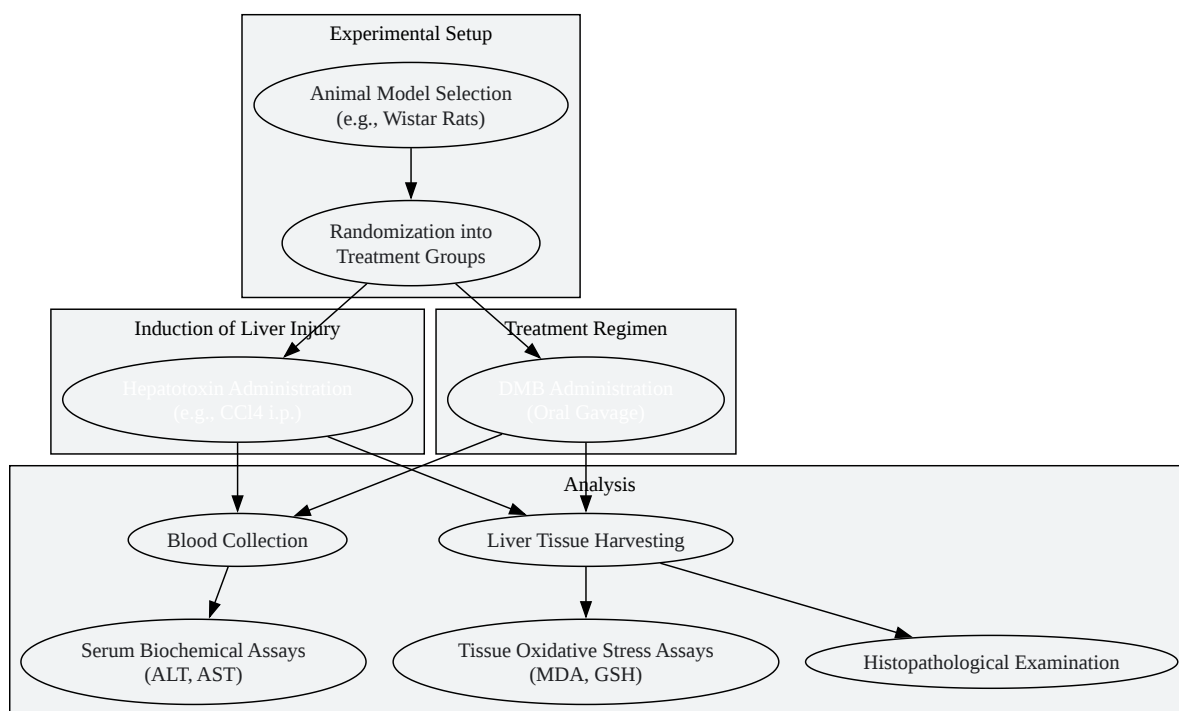 Experimental Setup
Animal Model Selection
(e.g., Wistar Rats)
Randomization into
Treatment Groups
Induction of Liver Injury
Treatment Regimen
Hepatotoxin Administration
(e.g., CCl4 i.p.)
DMB Administration
(Oral Gavage)
Analysis
Blood Collection
Liver Tissue Harvesting
Serum Biochemical Assays
(ALT, AST)
Tissue Oxidative Stress Assays
(MDA, GSH)
Histopathological Examination